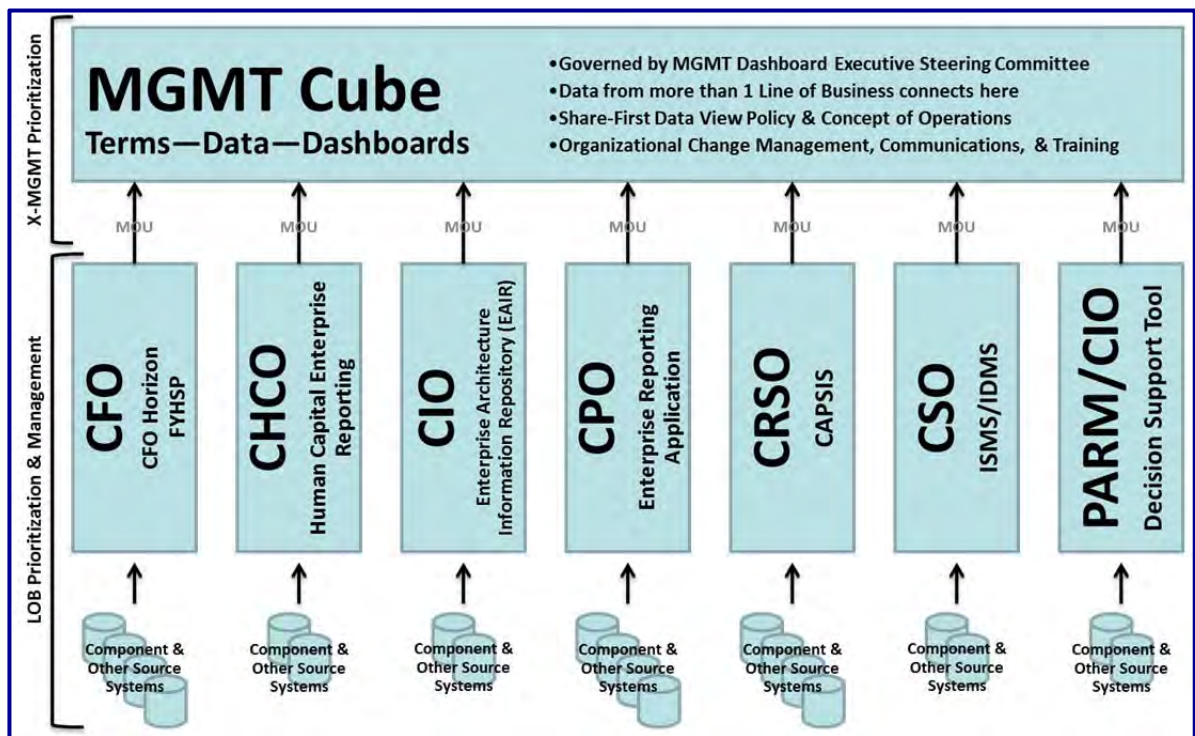 X-MGMT Prioritization
MGMT Cube
Terms—Data—Dashboards
•Governed by MGMT Dashboard Executive Steering Committee
•Data from more than 1 Line of Business connects here
•Share-First Data View Policy & Concept of Operations
•Organizational Change Management, Communications, & Training
MOU
MOU
MOU
MOU
MOU
MOU
MOU
LOB Prioritization & Management
CFO
CFO Horizon
FYHSP
CHCO
Human Capital Enterprise
Reporting
CIO
Enterprise Architecture
Information Repository (EAIR)
CPO
Enterprise Reporting
Application
CRSO
CAPSIS
CSO
ISMS/IDMS
PARM/CIO
Decision Support Tool
Component &
Other Source
Systems
Component &
Other Source
Systems
Component &
Other Source
Systems
Component &
Other Source
Systems
Component &
Other Source
Systems
Component &
Other Source
Systems
Component &
Other Source
Systems